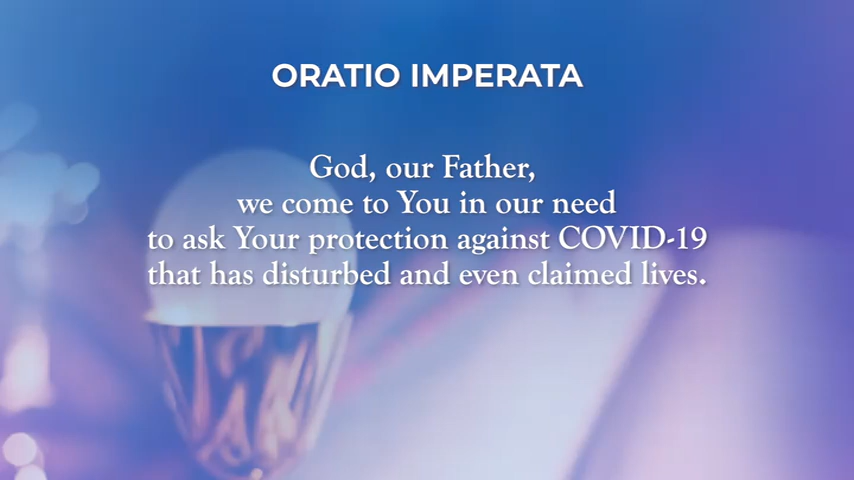 ORATIO IMPERATA
God, our Father,
we come to You in our need
to ask Your protection against COVID-19
that has disturbed and even claimed lives.